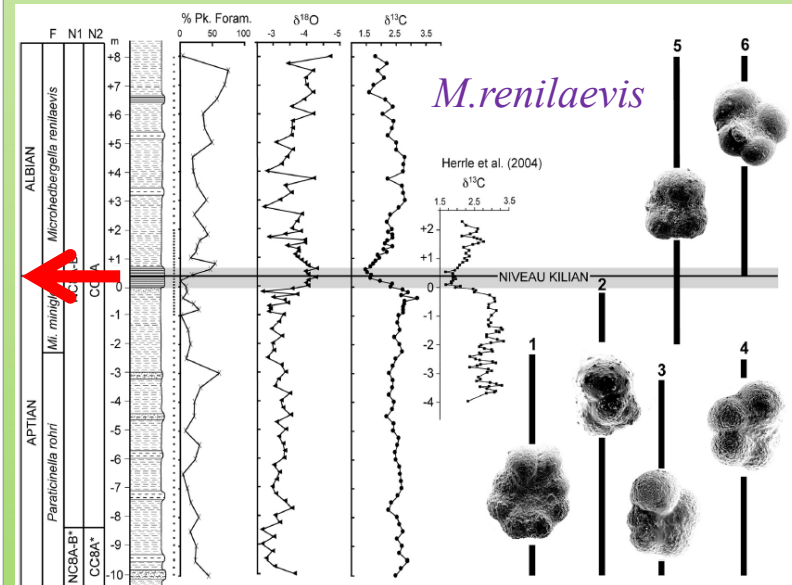 % Pk. Foram.
δ¹⁸O
δ¹³C
F N1 N2
m
0 50 100
-3 -4 -5
1.5 2.5 3.5
+8
+7
+6
+5
+4
+3
+2
+1
0
-1
-2
-3
-4
-5
-6
-7
-8
-9
-10
ALBIAN
APTIAN
Microhedbergella renilaevis
Paraticinella rohri
NC8A-B*
CC8A*
M.renilaevis
Herrle et al. (2004)
δ¹³C
1.5 2.5 3.5
+2
+1
0
-1
-2
-3
-4
NIVEAU KILIAN
1
2
3
4
5
6